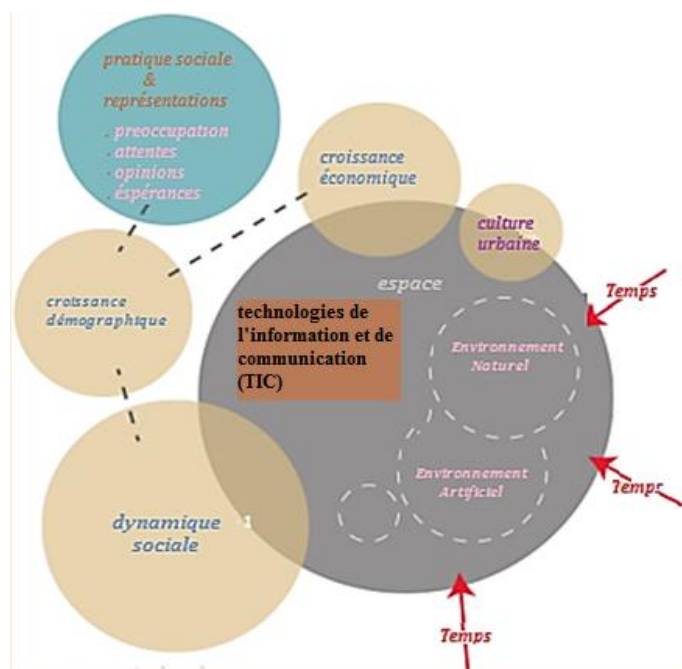 pratique sociale
&
représentations
. preoccupation
. attentes
. opinions
. éspérances
croissance
économique
culture
urbaine
espace
Temps
croissance
démographique
technologies de
l'information et de
communication
(TIC)
Environnement
Naturel
Environnement
Artificiel
Temps
dynamique
sociale
1
Temps